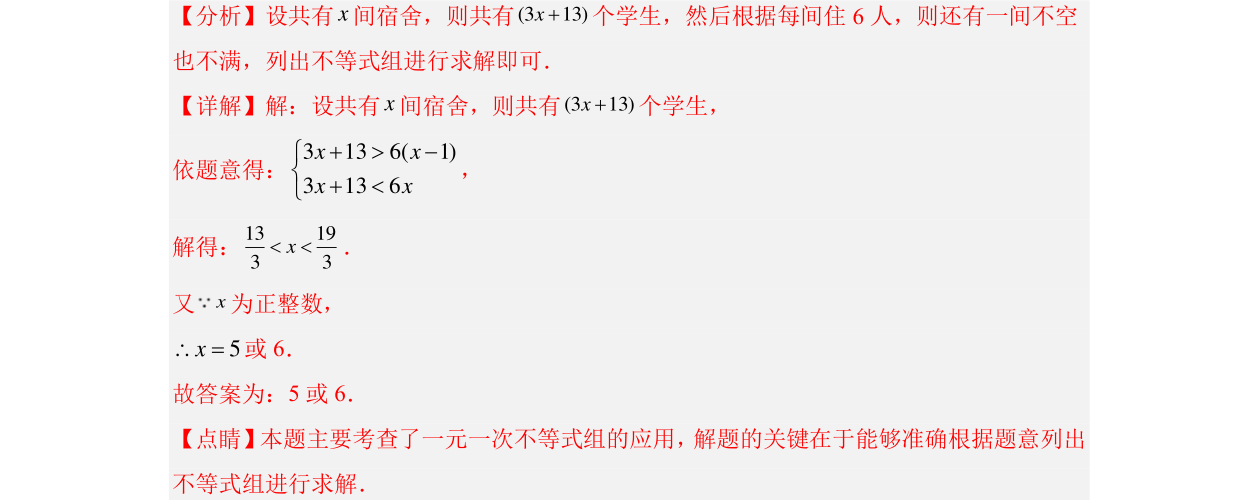 【分析】设共有 x 间宿舍，则共有 (3x+13) 个学生，然后根据每间住 6 人，则还有一间不空
也不满，列出不等式组进行求解即可．
【详解】解：设共有 x 间宿舍，则共有 (3x+13) 个学生，
依题意得：{3x+13>6(x−1)
3x+13<6x ，
解得：13/3<x<19/3．
又∵ x 为正整数，
∴ x=5 或 6．
故答案为：5 或 6．
【点睛】本题主要考查了一元一次不等式组的应用，解题的关键在于能够准确根据题意列出
不等式组进行求解．